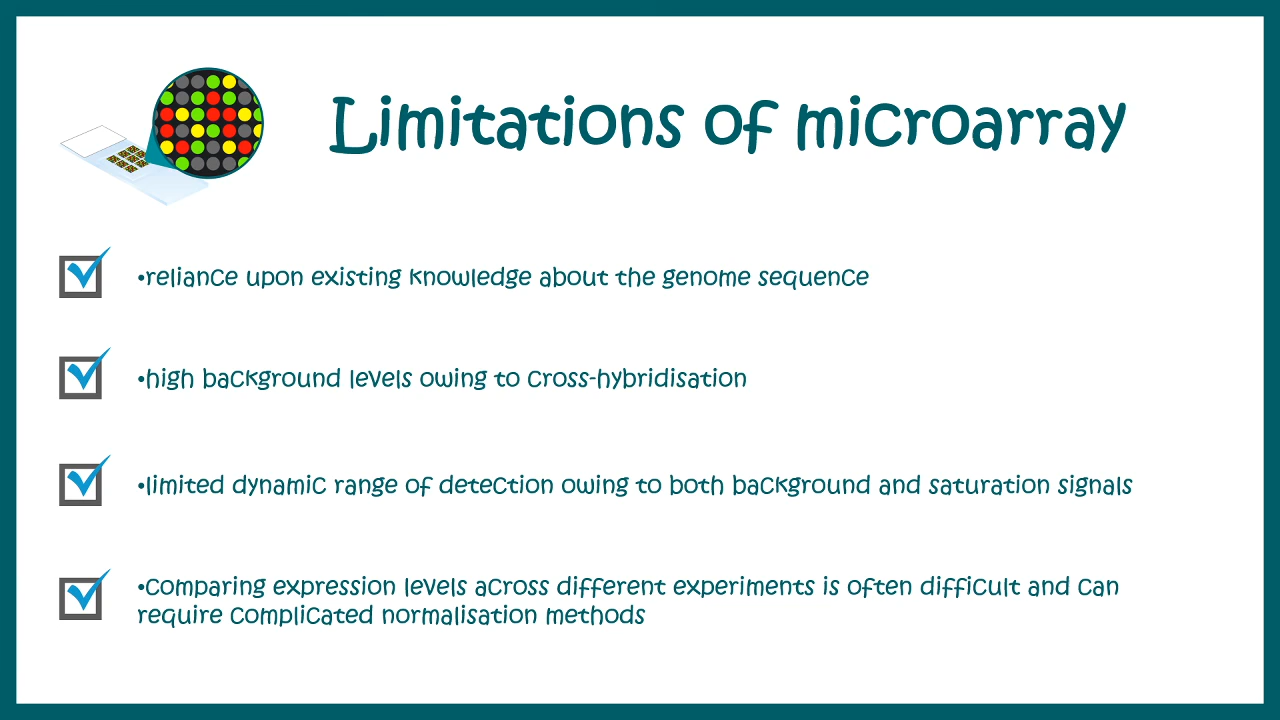 Limitations of microarray
•reliance upon existing knowledge about the genome sequence
•high background levels owing to cross-hybridisation
•limited dynamic range of detection owing to both background and saturation signals
•comparing expression levels across different experiments is often difficult and can
require complicated normalisation methods